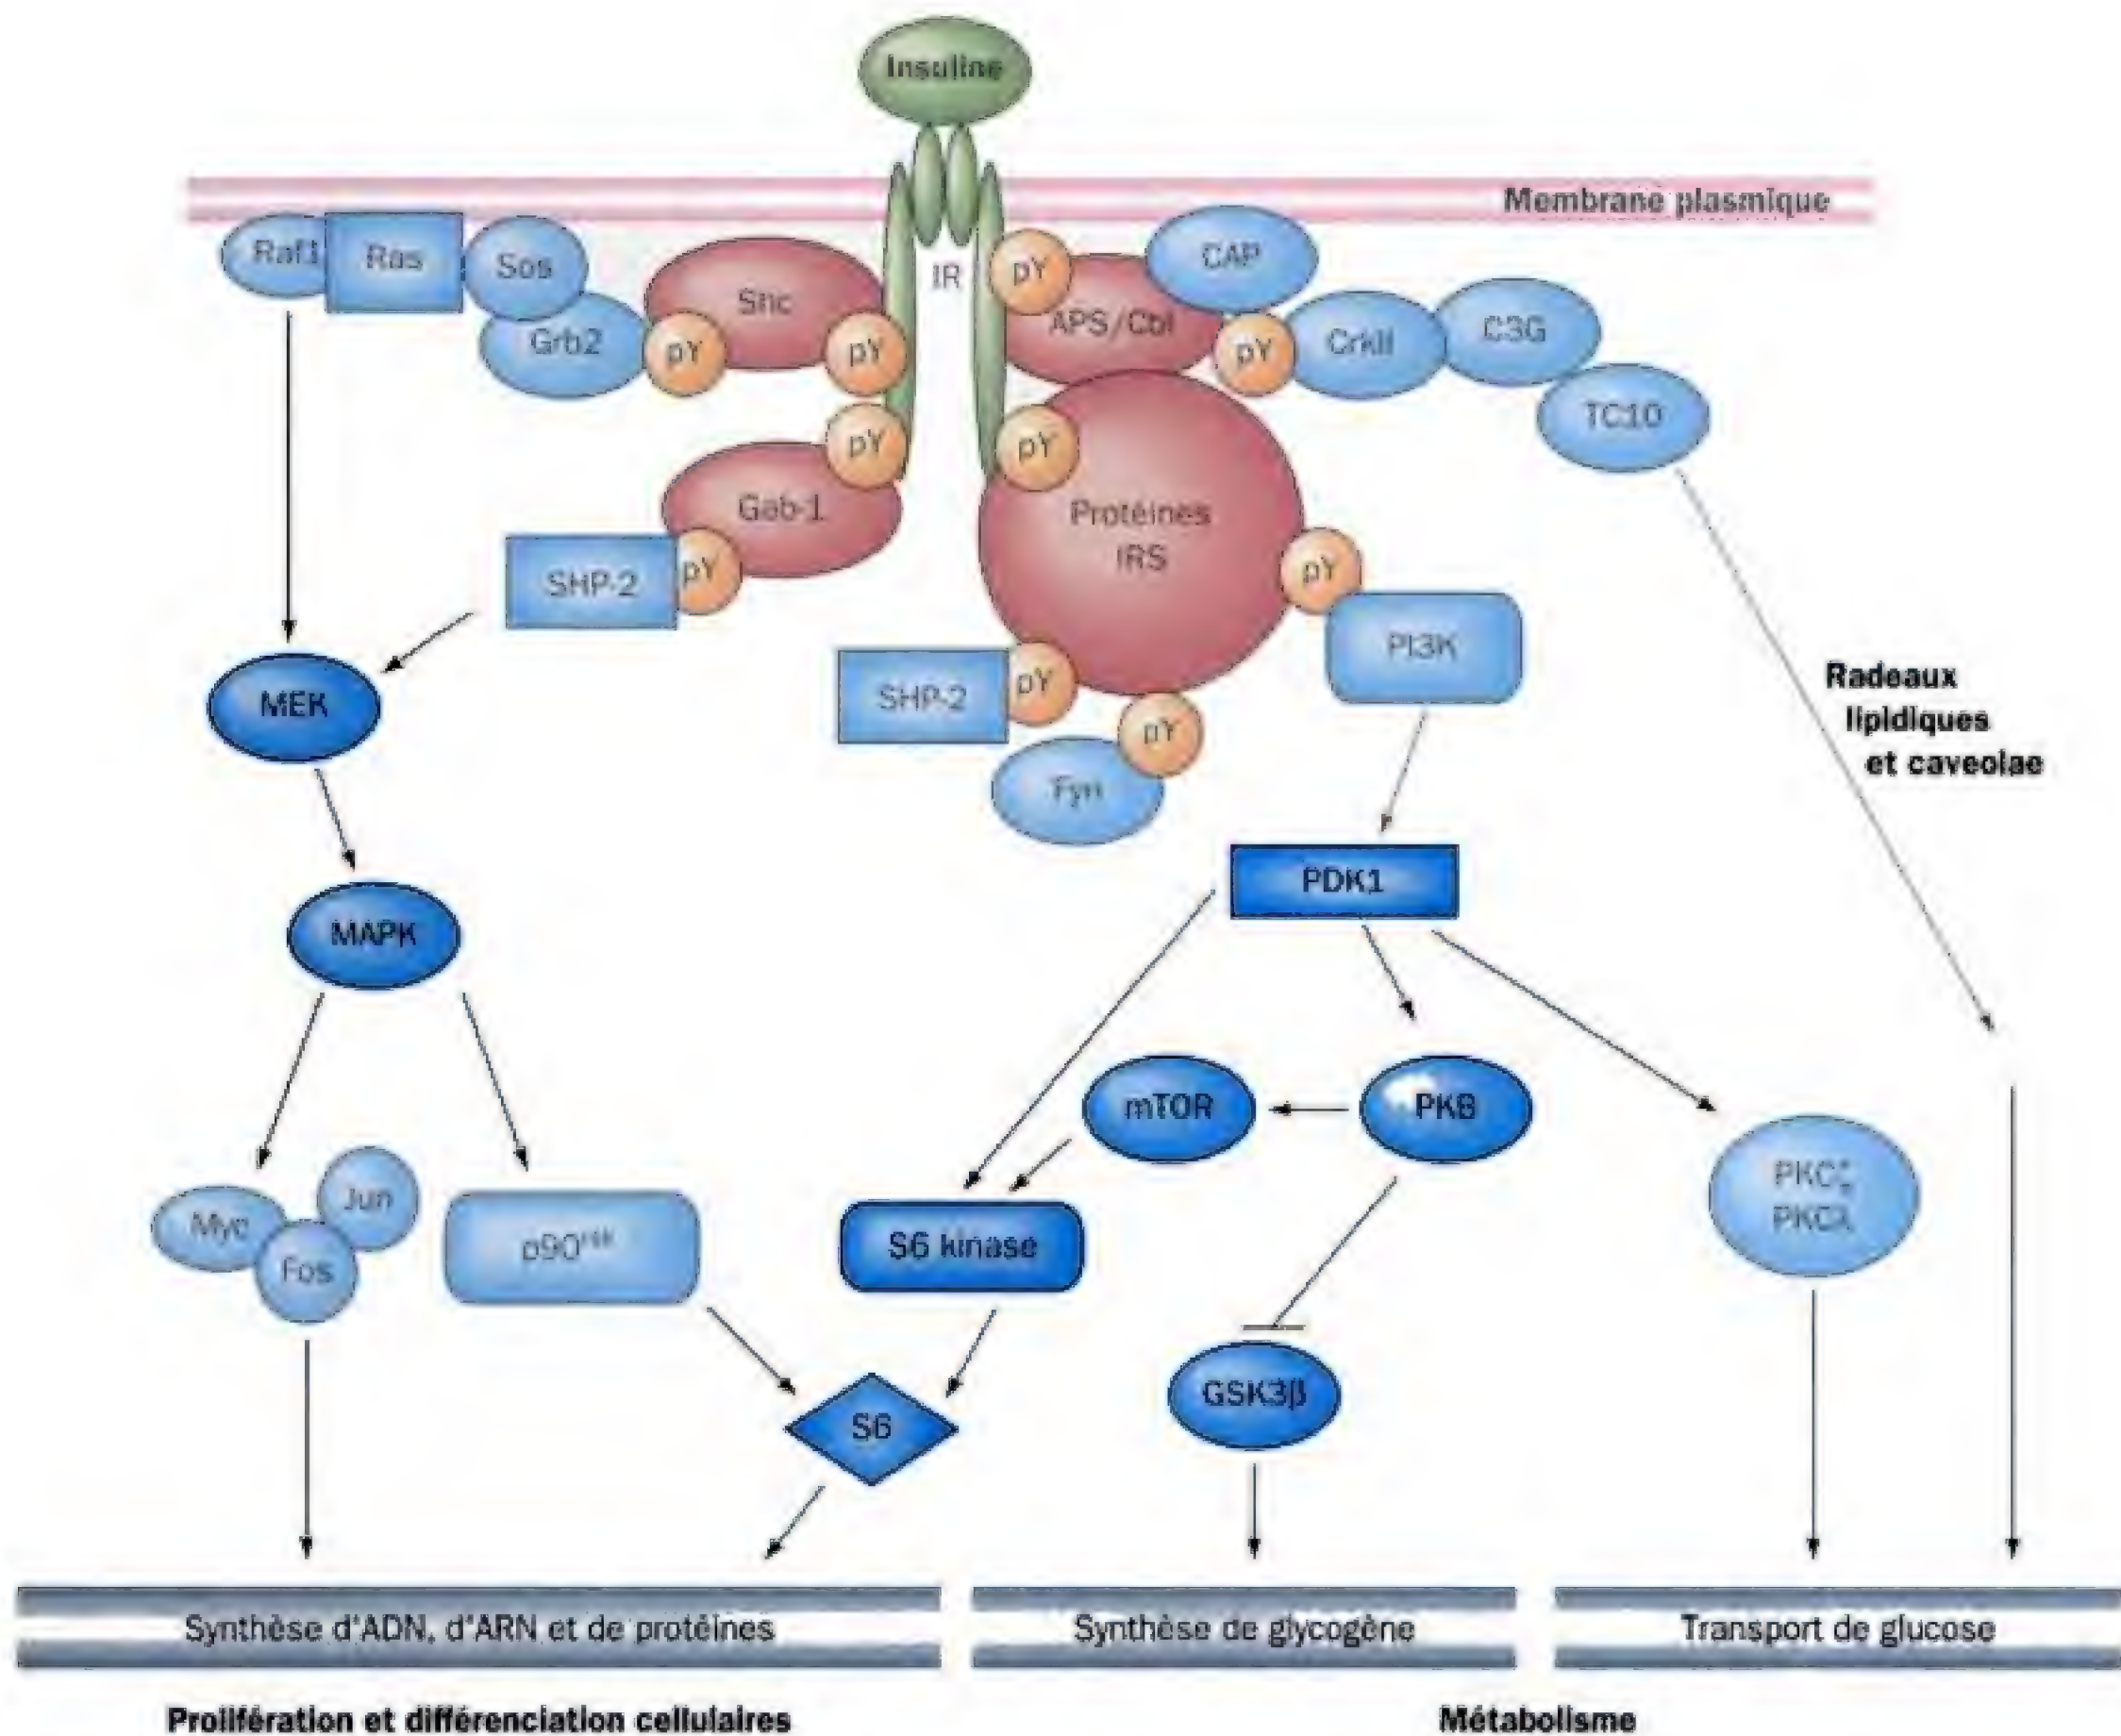 Insuline
Membrane plasmique
Raf1
Ras
Sos
Grb2
pY
Shc
pY
IR
pY
APS/Cbl
CAP
pY
CrkII
C3G
TC10
pY
Gab-1
pY
SHP-2
pY
Protéines
IRS
pY
PI3K
SHP-2
pY
pY
Fyn
Radeaux
lipidiques
et caveolae
MEK
PDK1
MAPK
mTOR
PKB
PKCζ
PKCλ
Myc
Jun
Fos
p90rsk
S6 kinase
GSK3β
S6
Synthèse d'ADN, d'ARN et de protéines
Synthèse de glycogène
Transport de glucose
Prolifération et différenciation cellulaires
Métabolisme